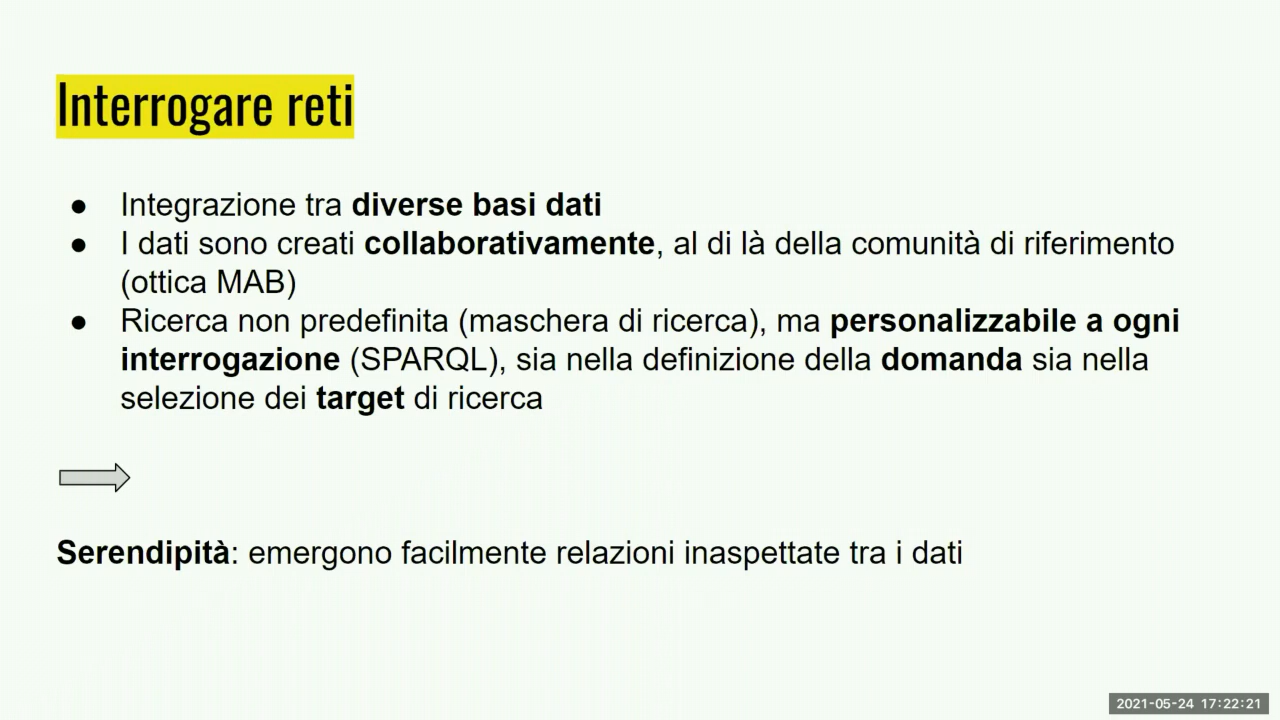 Interrogare reti
● Integrazione tra diverse basi dati
● I dati sono creati collaborativamente, al di là della comunità di riferimento
(ottica MAB)
● Ricerca non predefinita (maschera di ricerca), ma personalizzabile a ogni
interrogazione (SPARQL), sia nella definizione della domanda sia nella
selezione dei target di ricerca
Serendipità: emergono facilmente relazioni inaspettate tra i dati
2021-05-24 17:22:21